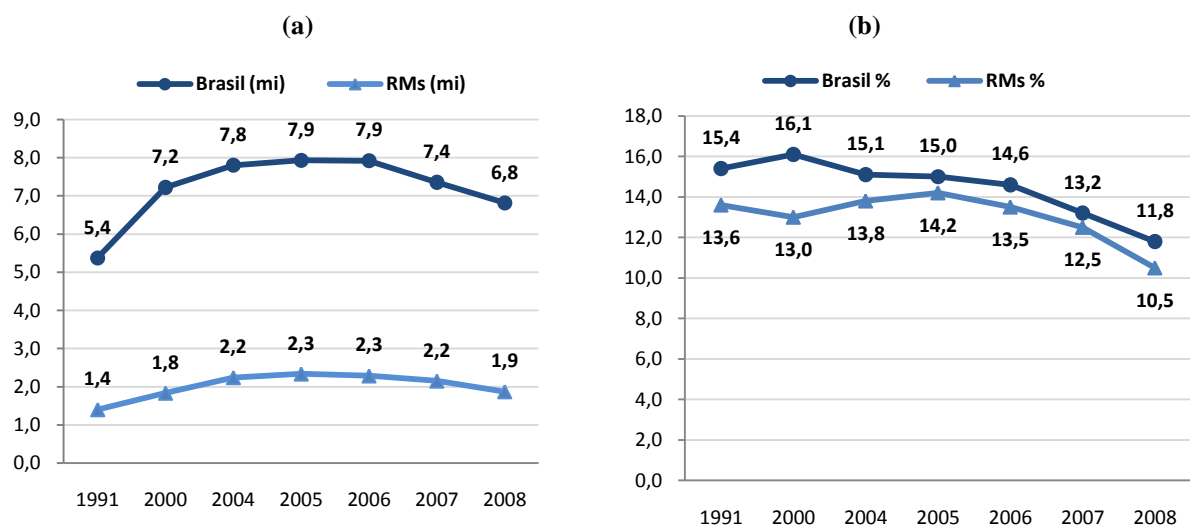 (a)
Brasil (mi) RMs (mi)
9,0
8,0
7,0
6,0
5,0
4,0
3,0
2,0
1,0
0,0
5,4 7,2 7,8 7,9 7,9 7,4 6,8
1,4 1,8 2,2 2,3 2,3 2,2 1,9
1991 2000 2004 2005 2006 2007 2008
(b)
Brasil % RMs %
18,0
16,0
14,0
12,0
10,0
8,0
6,0
4,0
2,0
0,0
15,4 16,1 15,1 15,0 14,6 13,2 11,8
13,6 13,0 13,8 14,2 13,5 12,5 10,5
1991 2000 2004 2005 2006 2007 2008